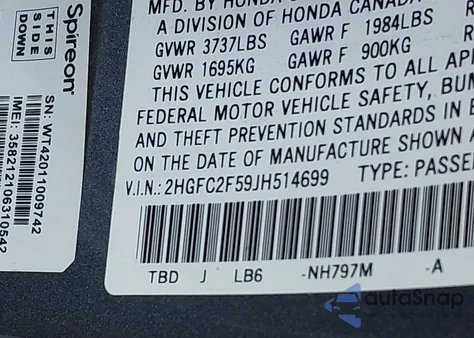 Spireon
THIS
SIDE
DOWN
SN: WT42011009742
IMEI: 358212106310542
MFD. BY HONDA
A DIVISION OF HONDA CANADA
GVWR 3737LBS GAWR F 1984LBS
GVWR 1695KG GAWR F 900KG
THIS VEHICLE CONFORMS TO ALL
FEDERAL MOTOR VEHICLE SAFETY,
AND THEFT PREVENTION STANDARDS IN
ON THE DATE OF MANUFACTURE SHOWN
V.I.N.: 2HGFC2F59JH514699 TYPE:
TBD J LB6 -NH797M -A
autoSnap